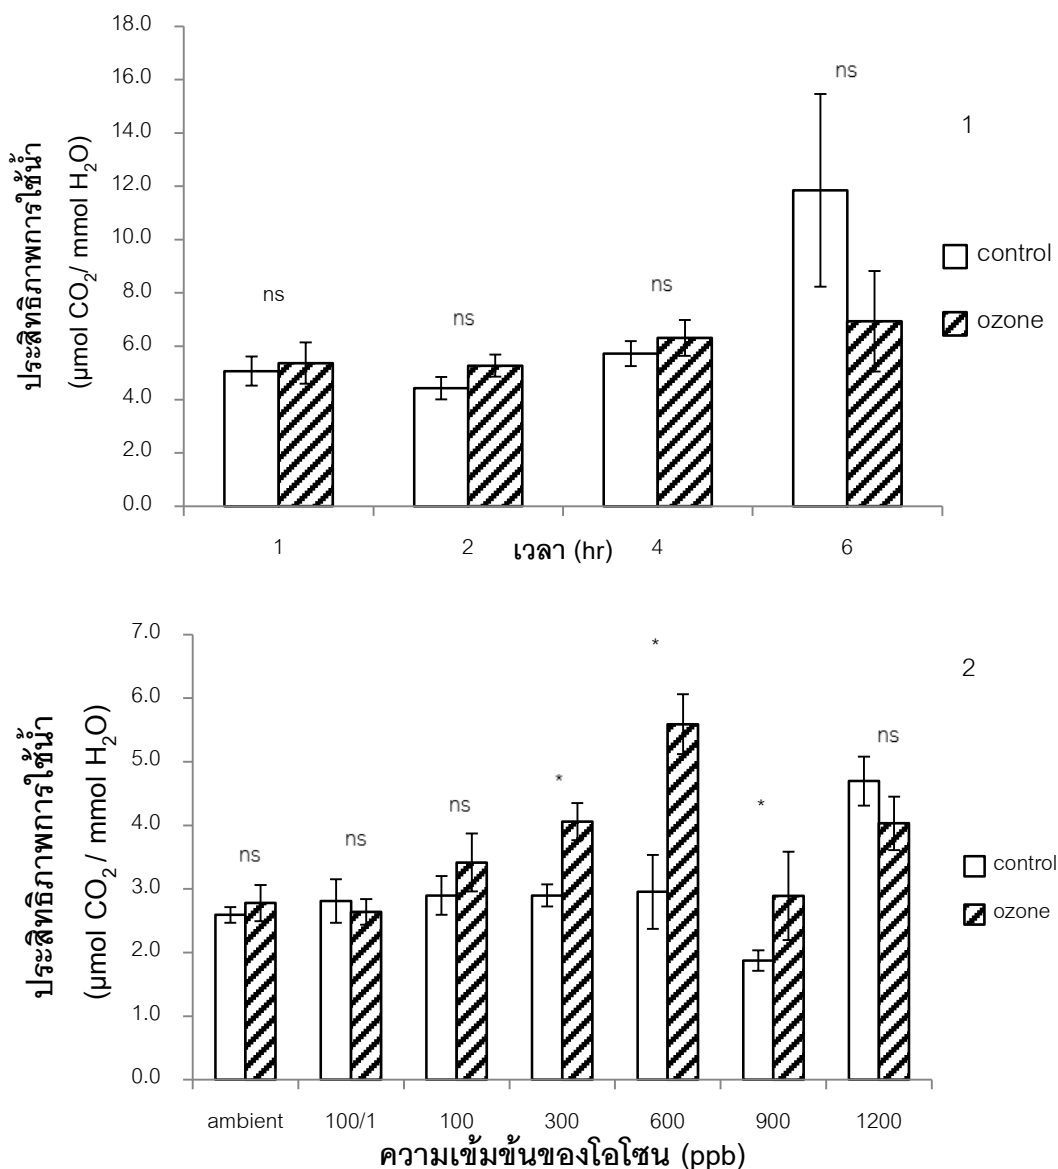 18.0
16.0
14.0
12.0
10.0
8.0
6.0
4.0
2.0
0.0
ประสิทธิภาพการใช้น้ำ
(µmol CO2/ mmol H2O)
ns
ns
ns
ns
1
control
ozone
1
2
4
6
เวลา (hr)
7.0
6.0
5.0
4.0
3.0
2.0
1.0
0.0
ประสิทธิภาพการใช้น้ำ
(µmol CO2 / mmol H2O)
ns
ns
ns
*
*
*
ns
2
control
ozone
ambient
100/1
100
300
600
900
1200
ความเข้มข้นของโอโซน (ppb)